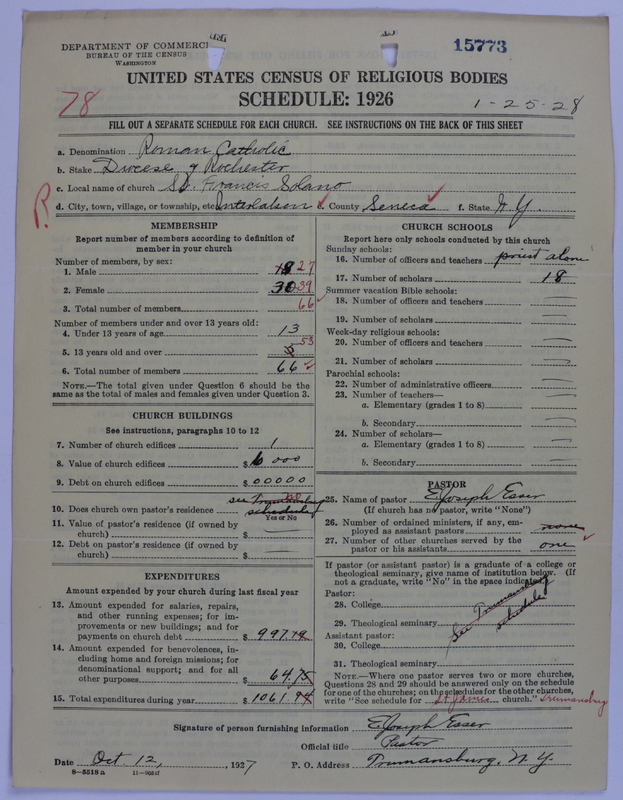 DEPARTMENT OF COMMERCE
BUREAU OF THE CENSUS
WASHINGTON
15773
UNITED STATES CENSUS OF RELIGIOUS BODIES
78
SCHEDULE: 1926
1-25-28
FILL OUT A SEPARATE SCHEDULE FOR EACH CHURCH. SEE INSTRUCTIONS ON THE BACK OF THIS SHEET
a. Denomination Roman Catholic
b. Stake Diocese of Rochester
c. Local name of church St. Francis Solano
d. City, town, village, or township, etc Interlaken e. County Seneca f. State N.Y.
R
MEMBERSHIP
Report number of members according to definition of member in your church
Number of members, by sex:
1. Male 27
2. Female 39
3. Total number of members 66
Number of members under and over 13 years old:
4. Under 13 years of age 13
5. 13 years old and over 53
6. Total number of members 66
NOTE.—The total given under Question 6 should be the same as the total of males and females given under Question 3.
CHURCH BUILDINGS
See instructions, paragraphs 10 to 12
7. Number of church edifices 1
8. Value of church edifices $ 6000
9. Debt on church edifices $ 00000
10. Does church own pastor's residence see Trumansburg schedule no
Yes or No
11. Value of pastor's residence (if owned by church) $
12. Debt on pastor's residence (if owned by church) $
EXPENDITURES
Amount expended by your church during last fiscal year
13. Amount expended for salaries, repairs, and other running expenses; for improvements or new buildings; and for payments on church debt $ 997.19
14. Amount expended for benevolences, including home and foreign missions; for denominational support; and for all other purposes $ 64.75
15. Total expenditures during year $ 1061.94
CHURCH SCHOOLS
Report here only schools conducted by this church
Sunday schools:
16. Number of officers and teachers priest alone
17. Number of scholars 18
Summer vacation Bible schools:
18. Number of officers and teachers —
19. Number of scholars —
Week-day religious schools:
20. Number of officers and teachers —
21. Number of scholars —
Parochial schools:
22. Number of administrative officers —
23. Number of teachers—
a. Elementary (grades 1 to 8) —
b. Secondary —
24. Number of scholars—
a. Elementary (grades 1 to 8) —
b. Secondary —
PASTOR
25. Name of pastor E Joseph Esser
(If church has no pastor, write "None")
26. Number of ordained ministers, if any, employed as assistant pastors none
27. Number of other churches served by the pastor or his assistants one
If pastor (or assistant pastor) is a graduate of a college or theological seminary, give name of institution below. (If not a graduate, write "No" in the space indicated)
Pastor:
28. College
29. Theological seminary
See Trumansburg schedule
Assistant pastor:
30. College
31. Theological seminary
NOTE.—Where one pastor serves two or more churches, Questions 28 and 29 should be answered only on the schedule for one of the churches; on the schedules for the other churches, write "See schedule for St James church." Trumansburg
Signature of person furnishing information E Joseph Esser
Official title Pastor
Date Oct 12, 1927 P. O. Address Trumansburg, N.Y.
8-5518 a 11-9051